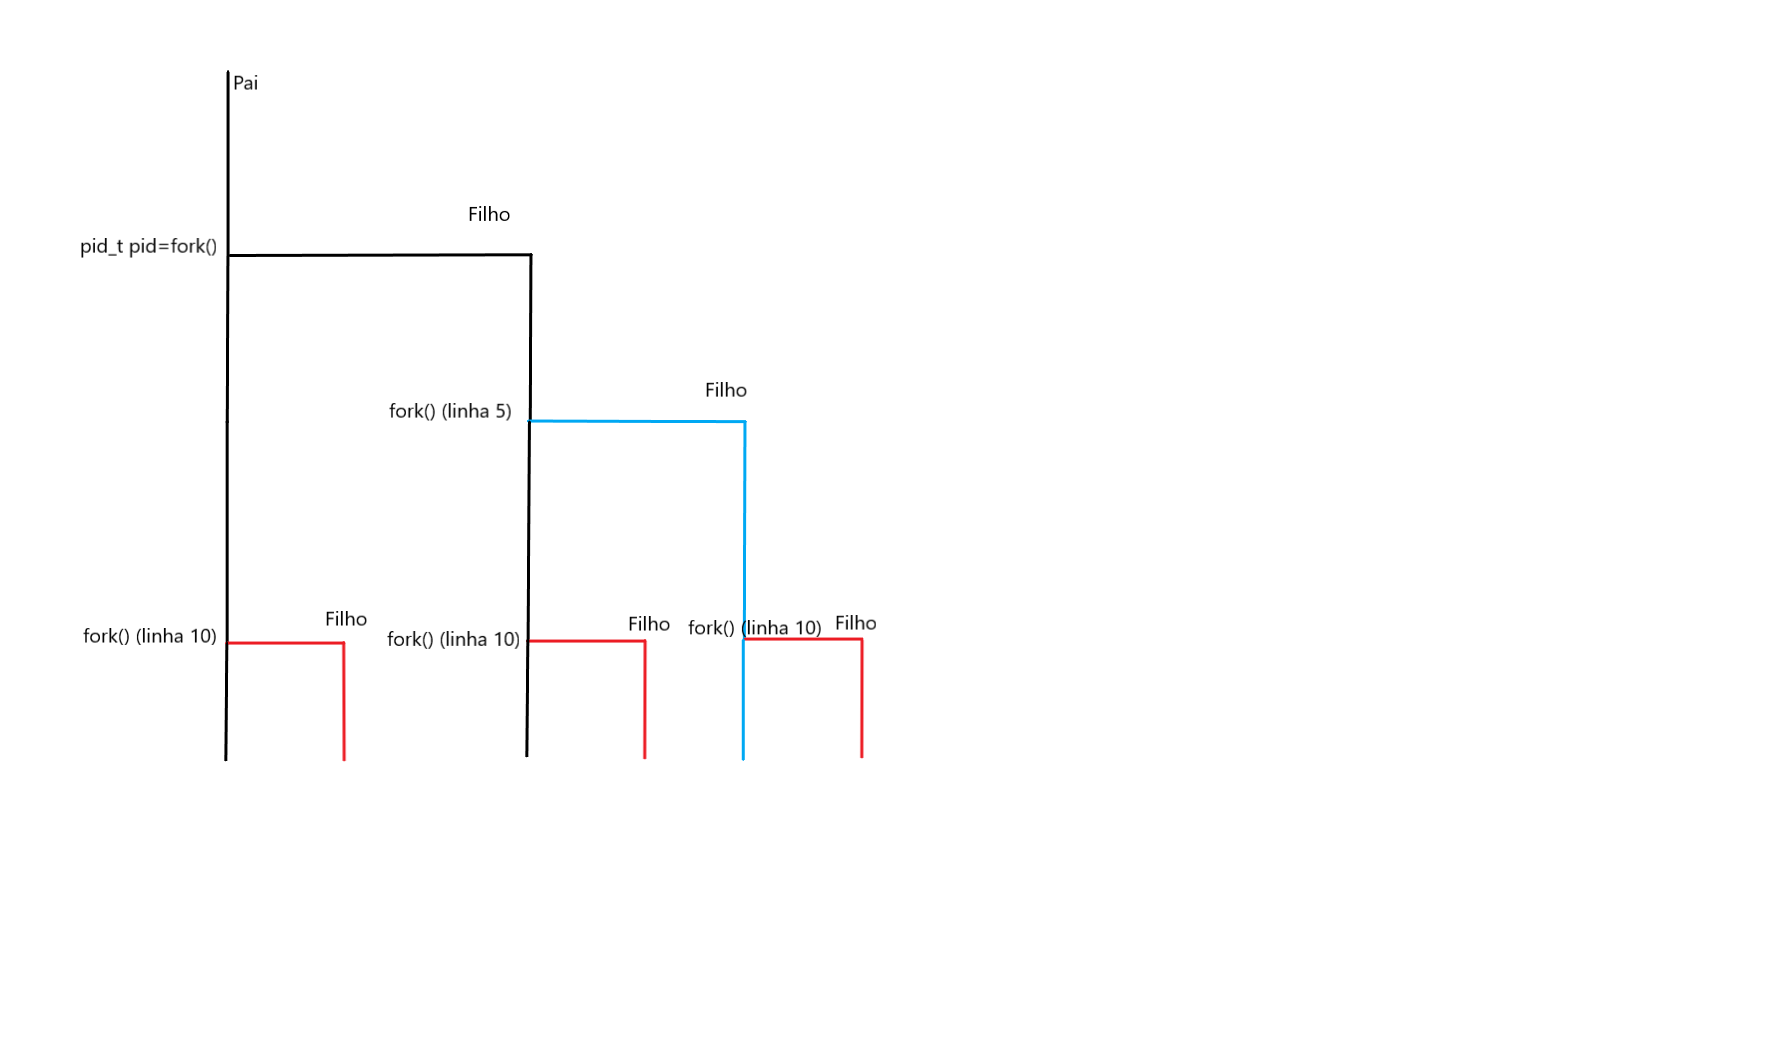 Pai
Filho
pid_t pid=fork()
Filho
fork() (linha 5)
Filho
fork() (linha 10)
Filho
fork() (linha 10)
Filho
fork() (linha 10)